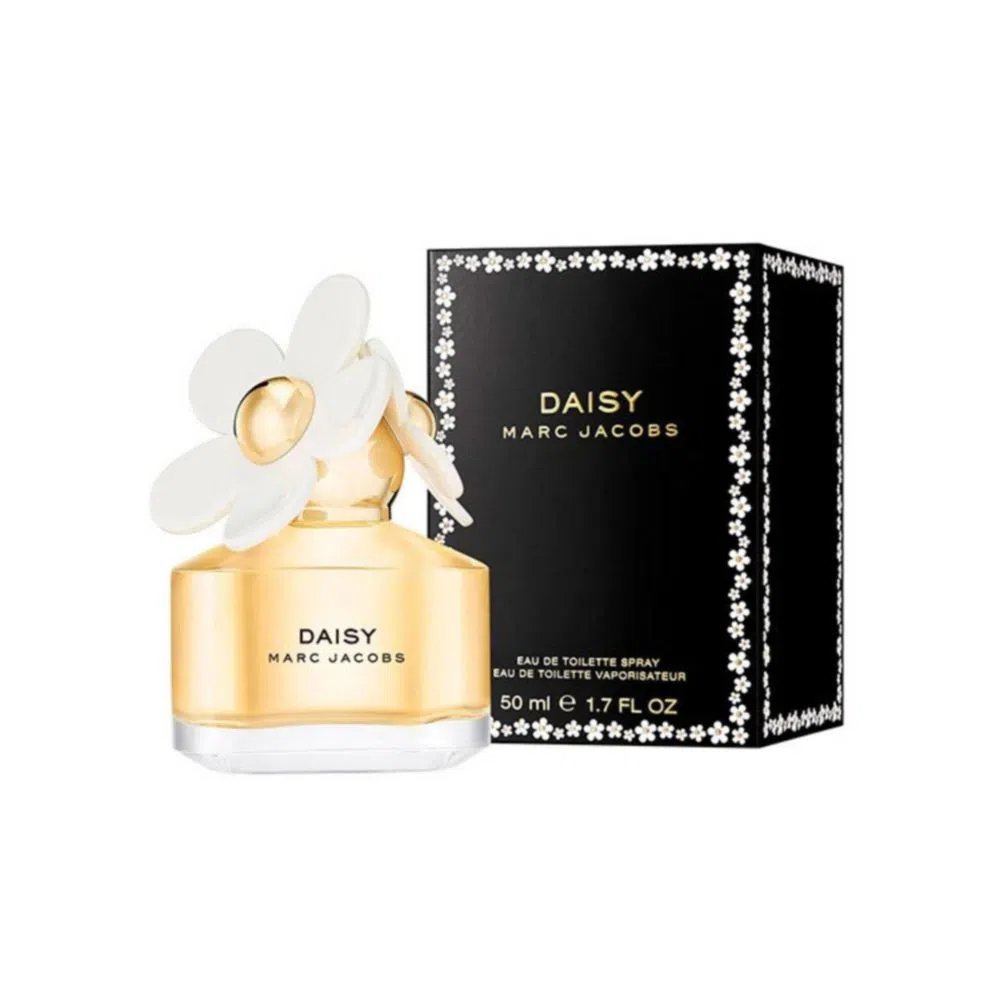 DAISY
MARC JACOBS
DAISY
MARC JACOBS
EAU DE TOILETTE SPRAY
EAU DE TOILETTE VAPORISATEUR
50 ml ℮ 1.7 FL OZ